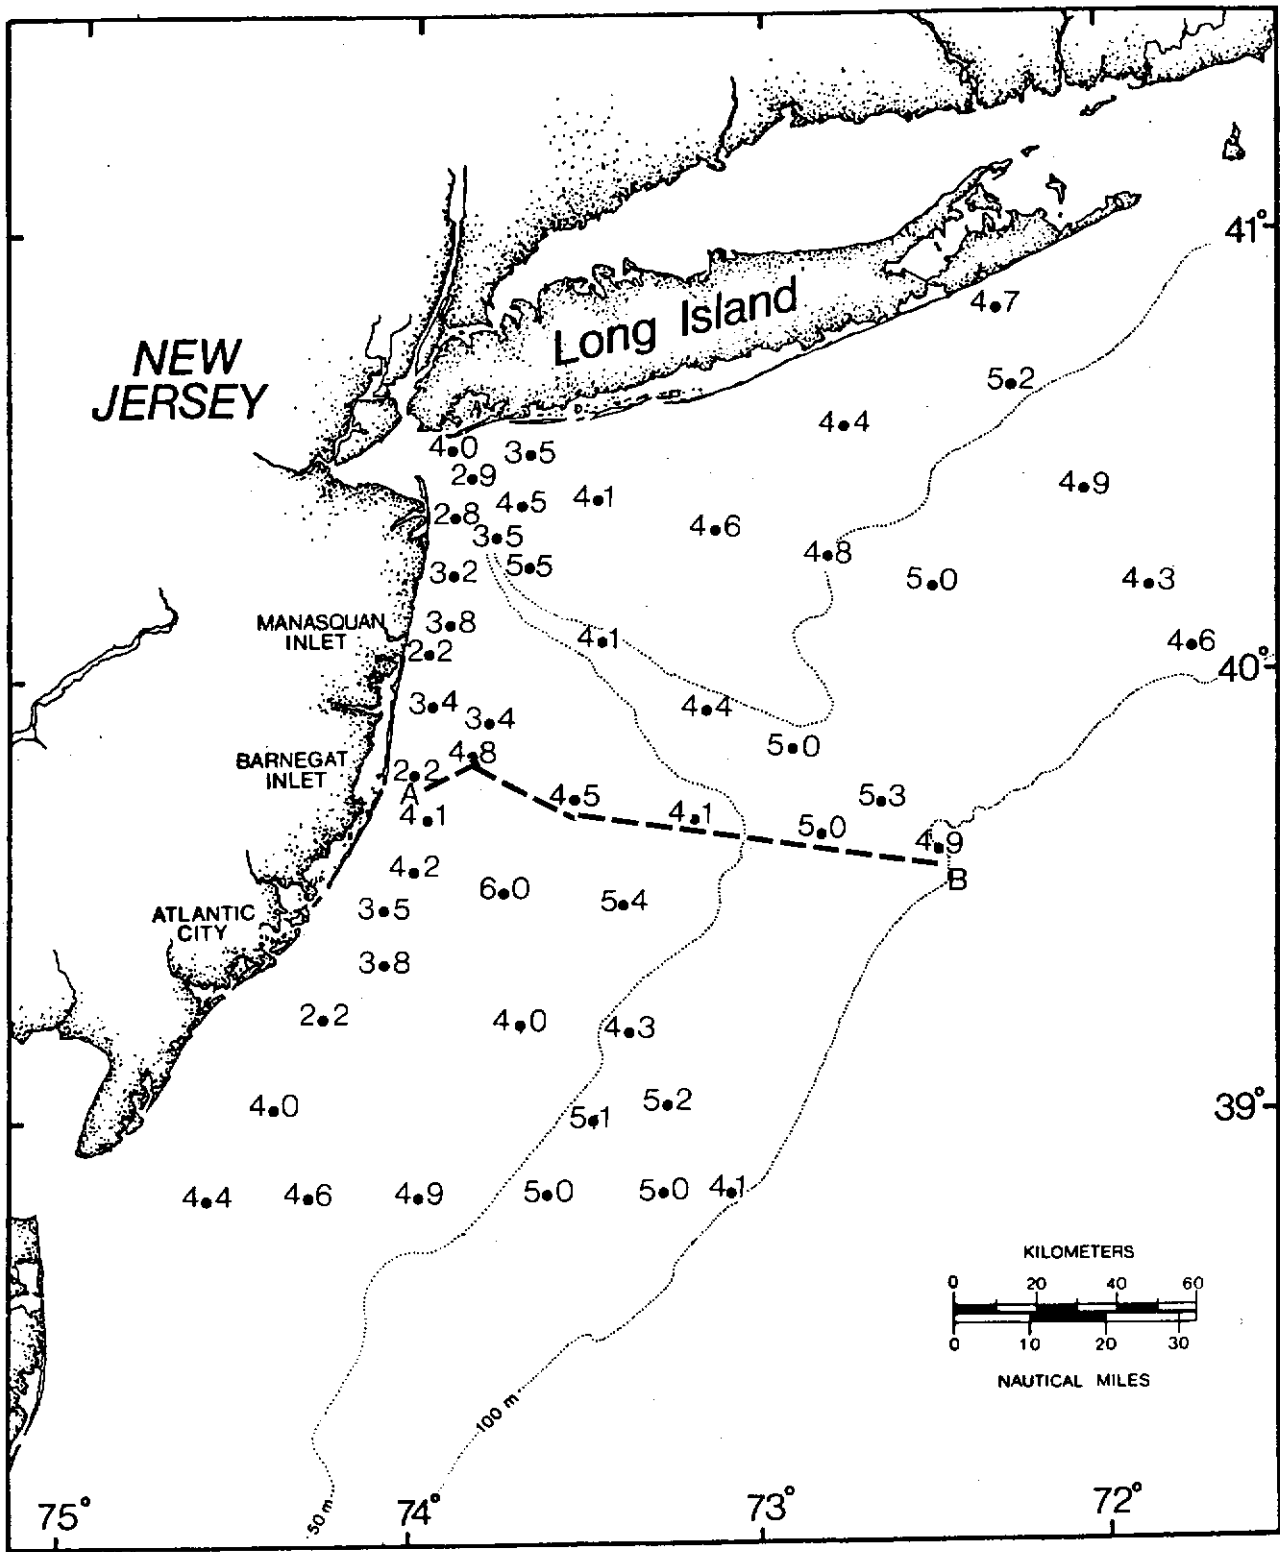 41°
Long Island
4.7
NEW
JERSEY
5.2
4.4
4.0
3.5
2.9
4.9
4.5
4.1
2.8
4.6
3.5
4.8
5.5
3.2
5.0
4.3
MANASQUAN
INLET
3.8
4.1
4.6
2.2
40°
3.4
4.4
3.4
5.0
4.8
BARNEGAT
INLET
2.2
A
4.5
5.3
4.1
4.1
5.0
4.9
B
4.2
6.0
5.4
ATLANTIC
CITY
3.5
3.8
2.2
4.0
4.3
4.0
5.2
39°
5.1
4.4
4.6
4.9
5.0
5.0
4.1
KILOMETERS
0 20 40 60
0 10 20 30
NAUTICAL MILES
100 m
50 m
75° 74° 73° 72°